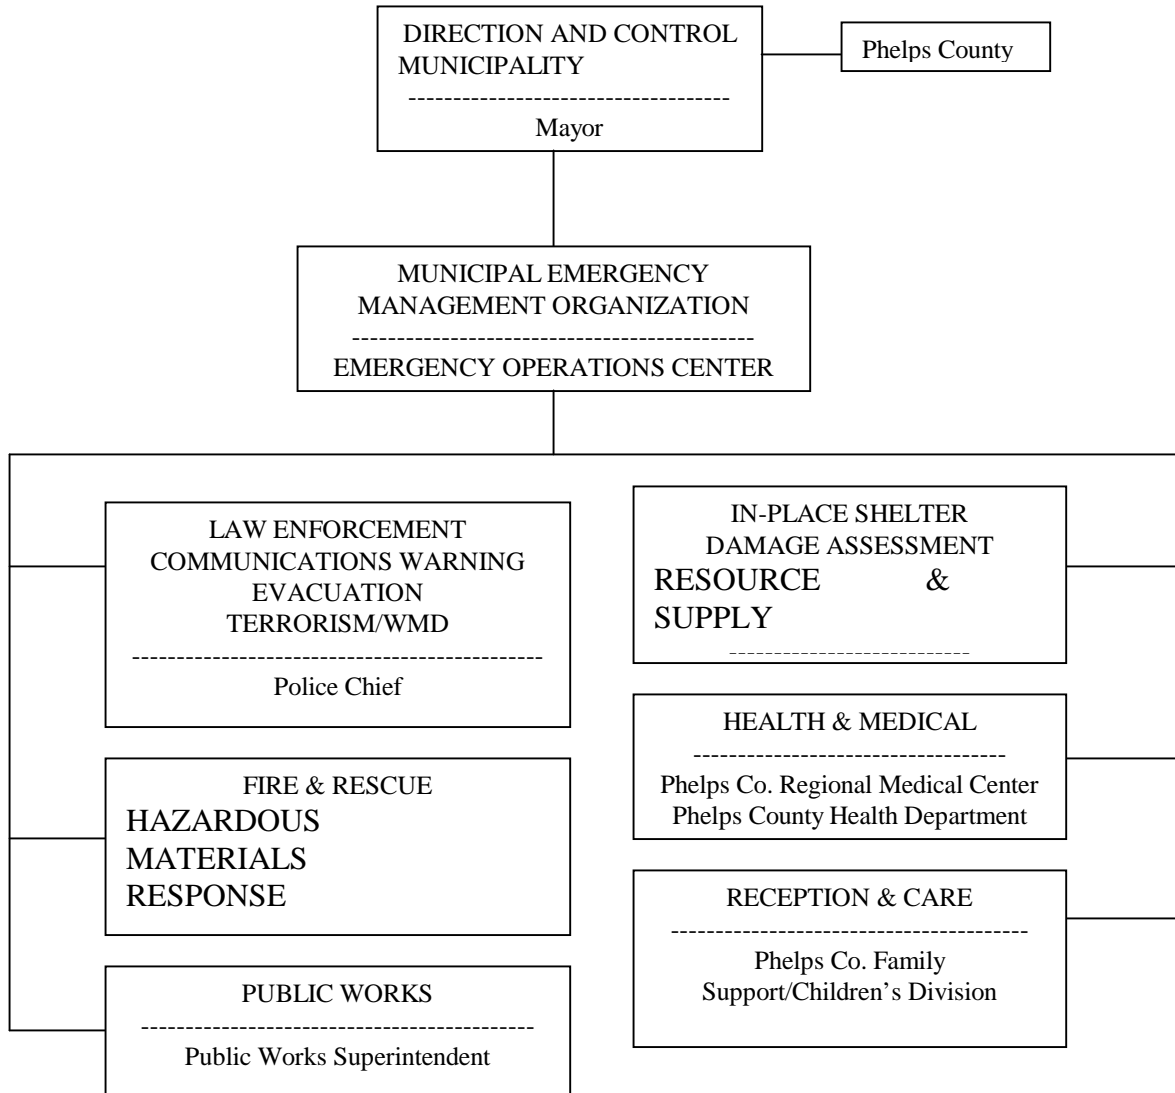 DIRECTION AND CONTROL
MUNICIPALITY
------------------------------------
Mayor
Phelps County
MUNICIPAL EMERGENCY
MANAGEMENT ORGANIZATION
---------------------------------------------
EMERGENCY OPERATIONS CENTER
LAW ENFORCEMENT
COMMUNICATIONS WARNING
EVACUATION
TERRORISM/WMD
----------------------------------------------
Police Chief
FIRE & RESCUE
HAZARDOUS
MATERIALS
RESPONSE
PUBLIC WORKS
--------------------------------------------
Public Works Superintendent
IN-PLACE SHELTER
DAMAGE ASSESSMENT
RESOURCE &
SUPPLY
---------------------------
HEALTH & MEDICAL
-----------------------------------
Phelps Co. Regional Medical Center
Phelps County Health Department
RECEPTION & CARE
----------------------------------------
Phelps Co. Family
Support/Children’s Division